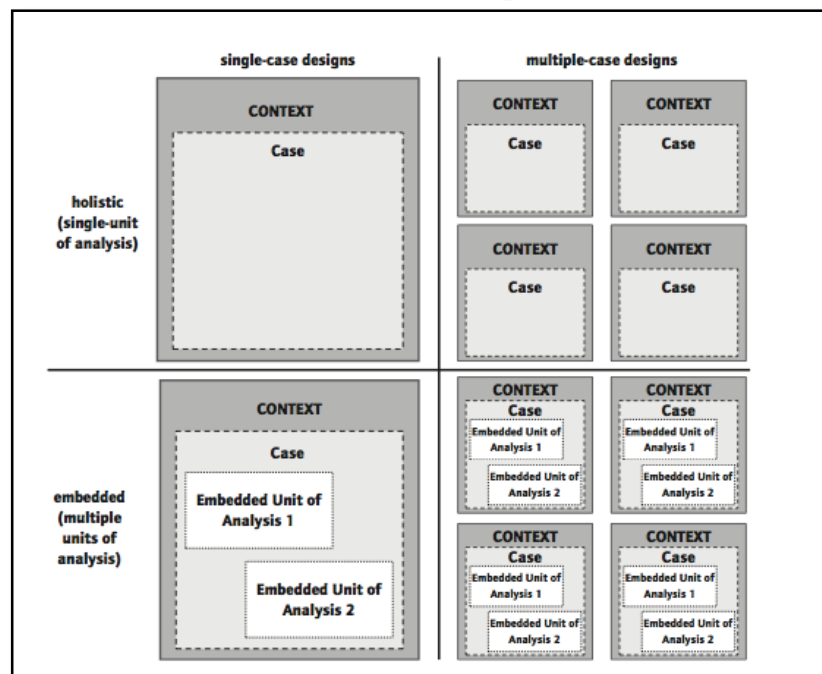 single-case designs
multiple-case designs
CONTEXT
Case
holistic
(single-unit
of analysis)
CONTEXT
Case
CONTEXT
Case
CONTEXT
Case
CONTEXT
Case
CONTEXT
Case
Embedded Unit of
Analysis 1
Embedded Unit of
Analysis 2
embedded
(multiple
units of
analysis)
CONTEXT
Case
Embedded Unit of
Analysis 1
Embedded Unit of
Analysis 2
CONTEXT
Case
Embedded Unit of
Analysis 1
Embedded Unit of
Analysis 2
CONTEXT
Case
Embedded Unit of
Analysis 1
Embedded Unit of
Analysis 2
CONTEXT
Case
Embedded Unit of
Analysis 1
Embedded Unit of
Analysis 2